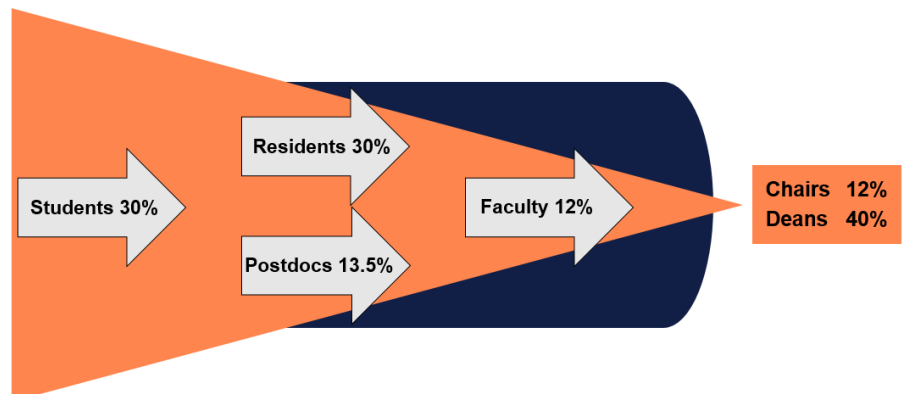 Students 30%
Residents 30%
Postdocs 13.5%
Faculty 12%
Chairs 12%
Deans 40%